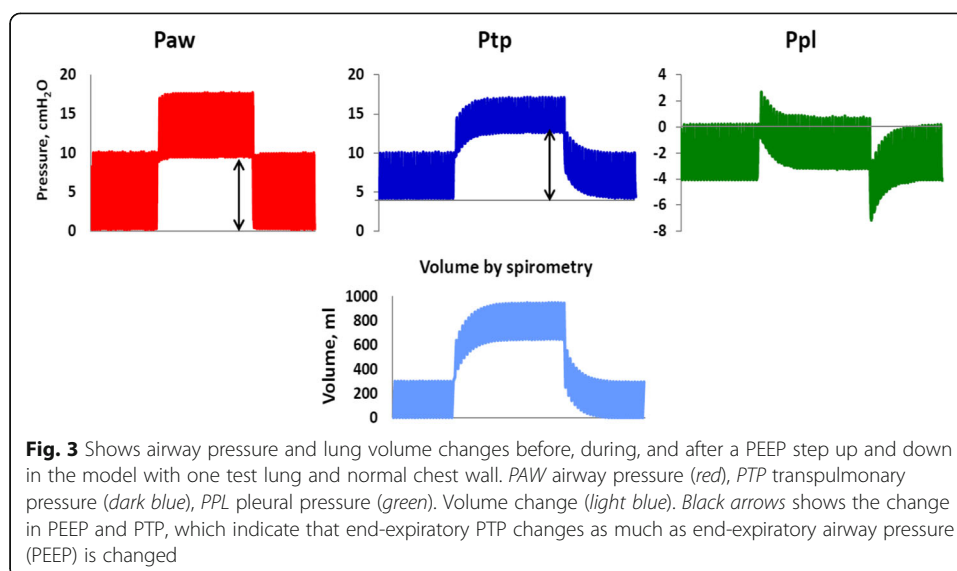 Paw
Ptp
Ppl
Pressure, cmH₂O
20
15
10
5
0
20
15
10
5
0
4
2
0
-2
-4
-6
-8
Volume by spirometry
Volume, ml
1000
800
600
400
200
0
Fig. 3 Shows airway pressure and lung volume changes before, during, and after a PEEP step up and down
in the model with one test lung and normal chest wall. PAW airway pressure (red), PTP transpulmonary
pressure (dark blue), PPL pleural pressure (green). Volume change (light blue). Black arrows shows the change
in PEEP and PTP, which indicate that end-expiratory PTP changes as much as end-expiratory airway pressure
(PEEP) is changed